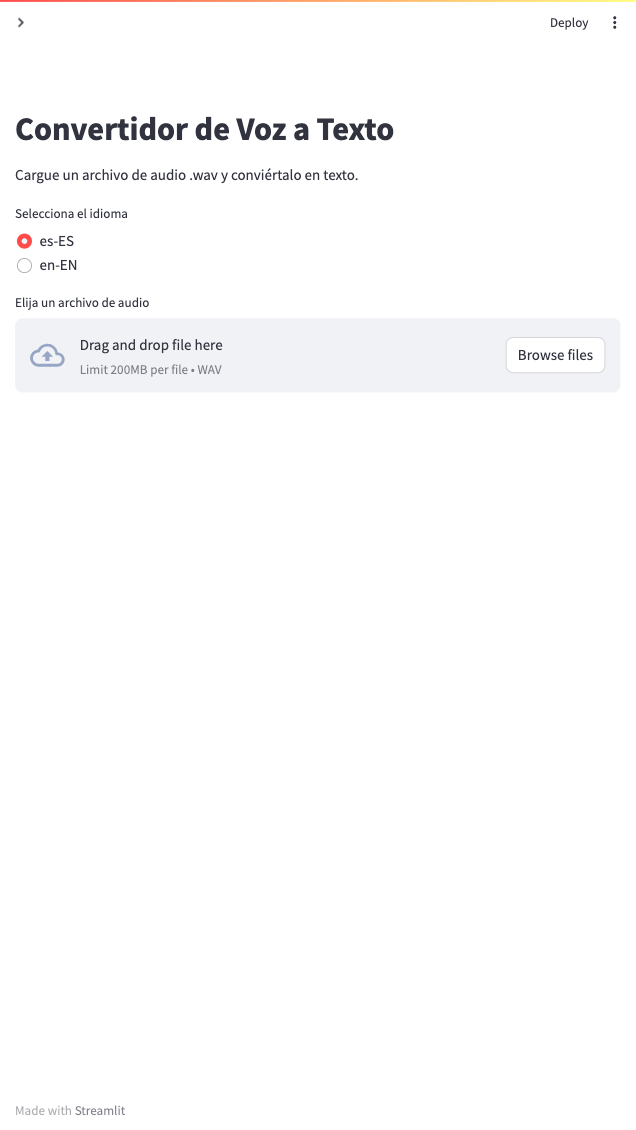 Deploy
Convertidor de Voz a Texto
Cargue un archivo de audio .wav y conviértalo en texto.
Selecciona el idioma
es-ES
en-EN
Elija un archivo de audio
Drag and drop file here
Limit 200MB per file • WAV
Browse files
Made with Streamlit